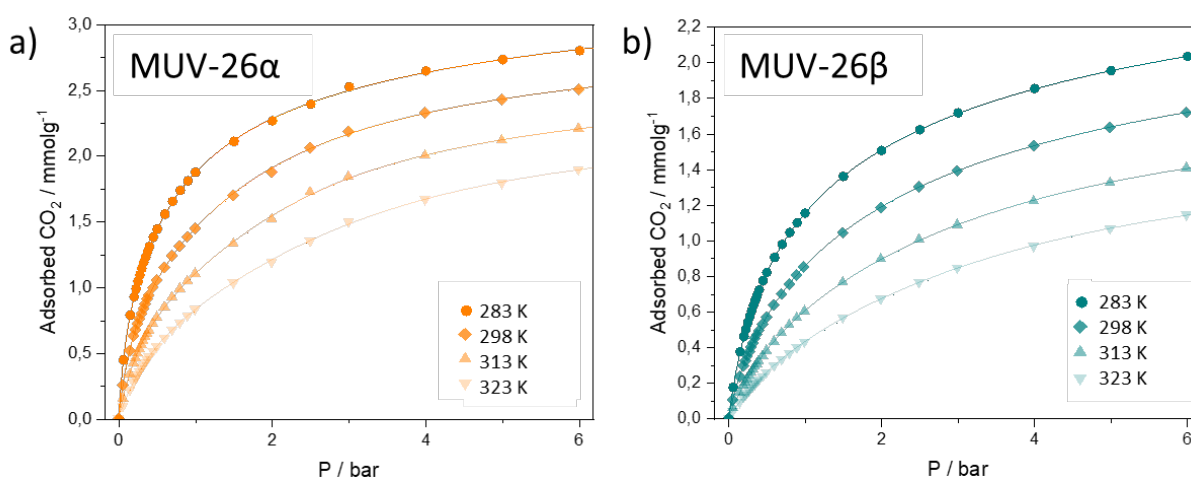 a)
MUV-26α
3,0
2,5
2,0
1,5
1,0
0,5
0,0
Adsorbed CO₂ / mmolg⁻¹
283 K
298 K
313 K
323 K
0
2
4
6
P / bar
b)
MUV-26β
2,2
2,0
1,8
1,6
1,4
1,2
1,0
0,8
0,6
0,4
0,2
0,0
Adsorbed CO₂ / mmolg⁻¹
283 K
298 K
313 K
323 K
0
2
4
6
P / bar